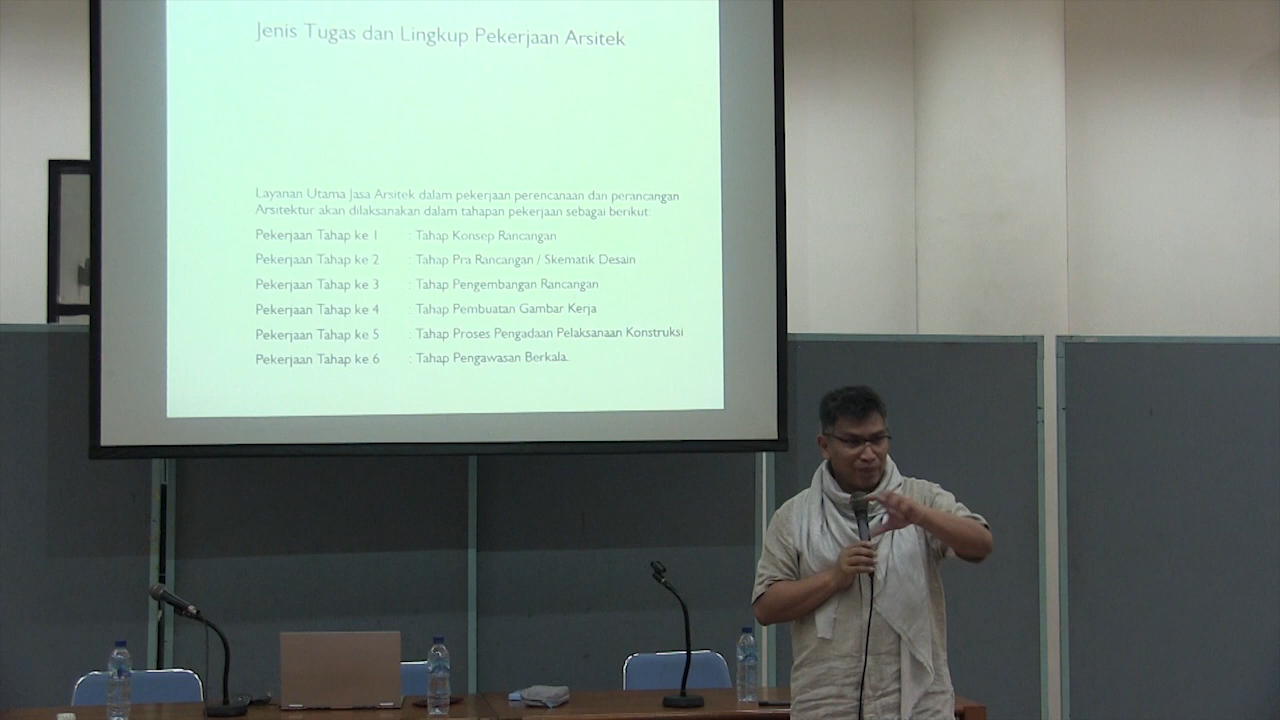 Jenis Tugas dan Lingkup Pekerjaan Arsitek
Layanan Utama Jasa Arsitek dalam pekerjaan perencanaan dan perancangan
Arsitektur akan dilaksanakan dalam tahapan pekerjaan sebagai berikut:
Pekerjaan Tahap ke 1 : Tahap Konsep Rancangan
Pekerjaan Tahap ke 2 : Tahap Pra Rancangan / Skematik Desain
Pekerjaan Tahap ke 3 : Tahap Pengembangan Rancangan
Pekerjaan Tahap ke 4 : Tahap Pembuatan Gambar Kerja
Pekerjaan Tahap ke 5 : Tahap Proses Pengadaan Pelaksanaan Konstruksi
Pekerjaan Tahap ke 6 : Tahap Pengawasan Berkala.